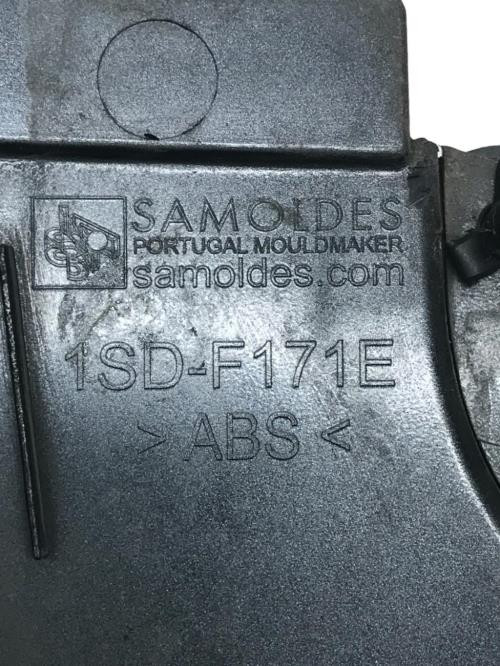 SAMOLDES
PORTUGAL MOULDMAKER
samoldes.com
1SD-F171E
> ABS <